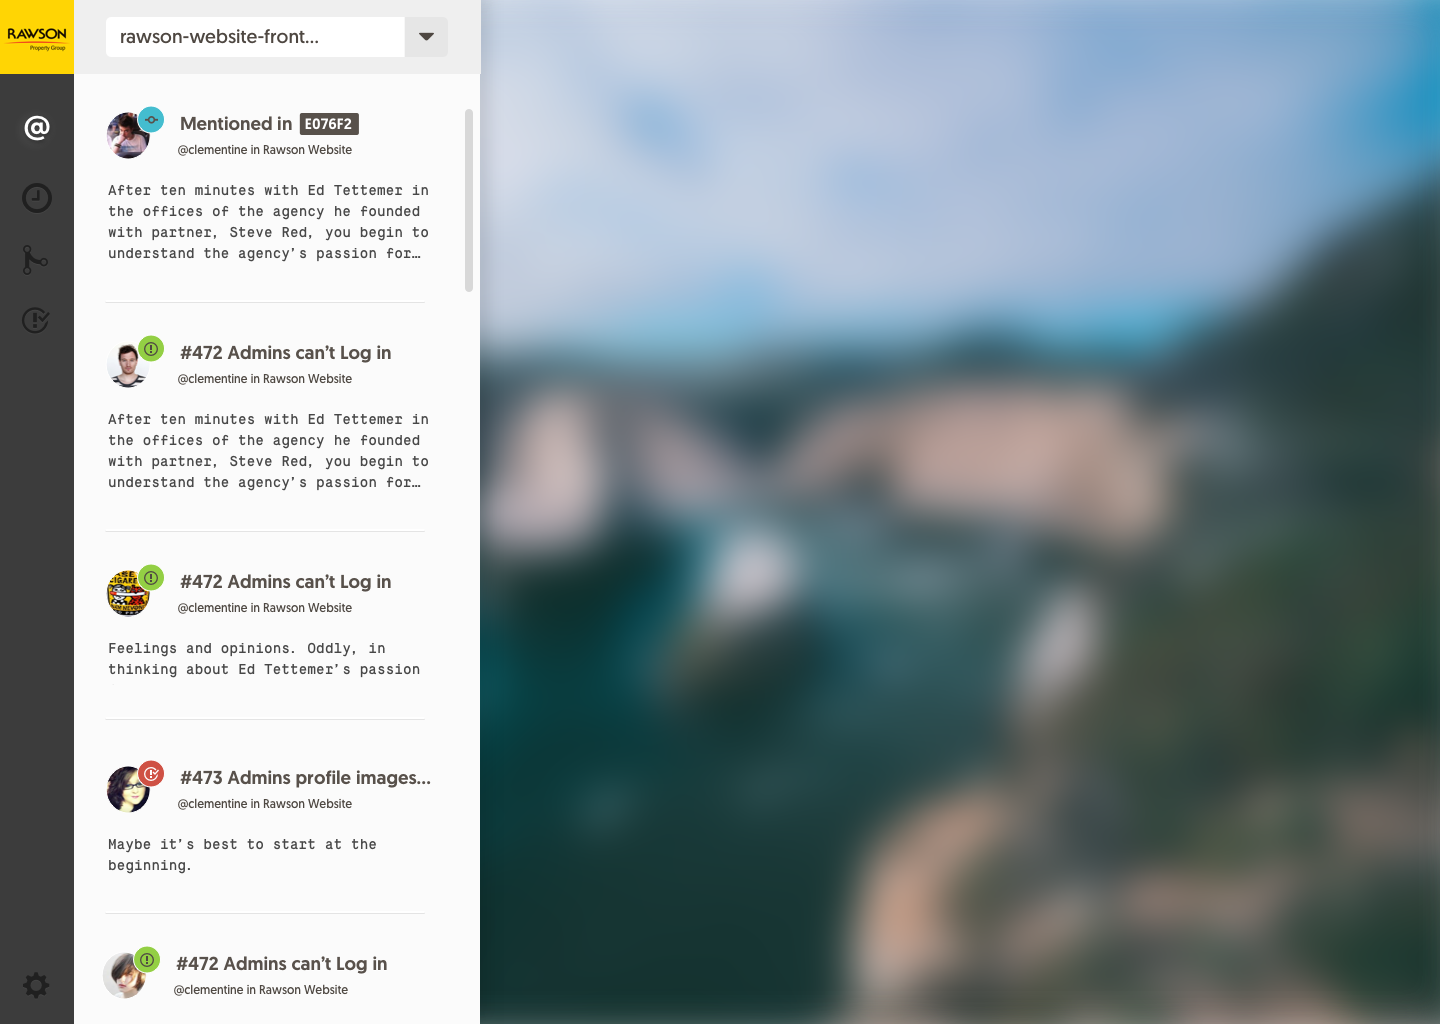 RAWSON
Property Group
rawson-website-front...
@
Mentioned in E076F2
@clementine in Rawson Website
After ten minutes with Ed Tettemer in
the offices of the agency he founded
with partner, Steve Red, you begin to
understand the agency’s passion for…
#472 Admins can’t Log in
@clementine in Rawson Website
After ten minutes with Ed Tettemer in
the offices of the agency he founded
with partner, Steve Red, you begin to
understand the agency’s passion for…
#472 Admins can’t Log in
@clementine in Rawson Website
Feelings and opinions. Oddly, in
thinking about Ed Tettemer’s passion
#473 Admins profile images...
@clementine in Rawson Website
Maybe it’s best to start at the
beginning.
#472 Admins can’t Log in
@clementine in Rawson Website